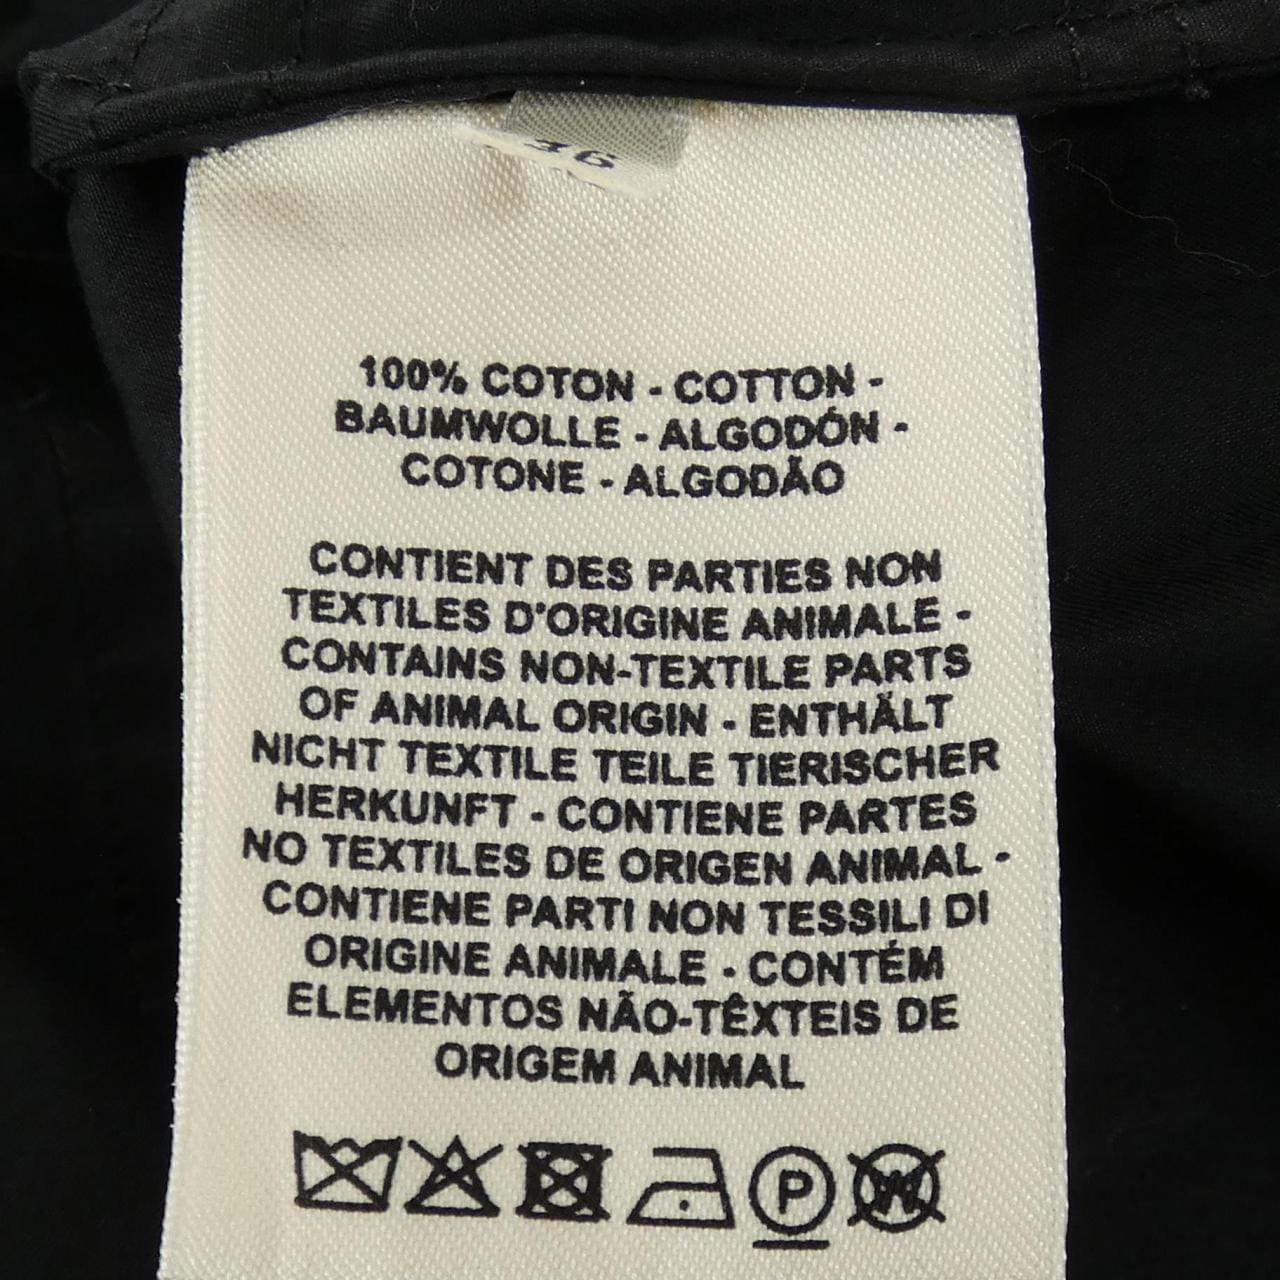 36
100% COTON - COTTON -
BAUMWOLLE - ALGODÓN -
COTONE - ALGODÃO
CONTIENT DES PARTIES NON
TEXTILES D'ORIGINE ANIMALE -
CONTAINS NON-TEXTILE PARTS
OF ANIMAL ORIGIN - ENTHÄLT
NICHT TEXTILE TEILE TIERISCHER
HERKUNFT - CONTIENE PARTES
NO TEXTILES DE ORIGEN ANIMAL -
CONTIENE PARTI NON TESSILI DI
ORIGINE ANIMALE - CONTÉM
ELEMENTOS NÃO-TÊXTEIS DE
ORIGEM ANIMAL
P W